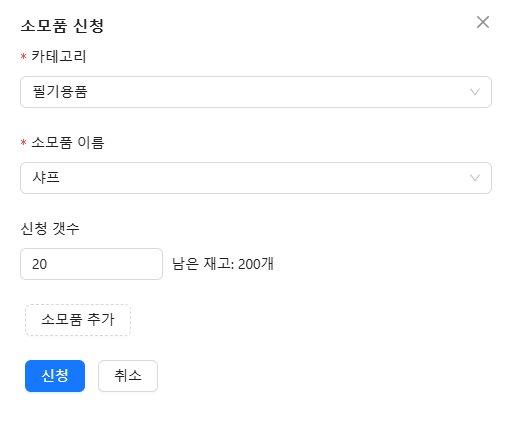 소모품 신청
* 카테고리
필기용품
* 소모품 이름
샤프
신청 갯수
20 남은 재고: 200개
소모품 추가
신청 취소